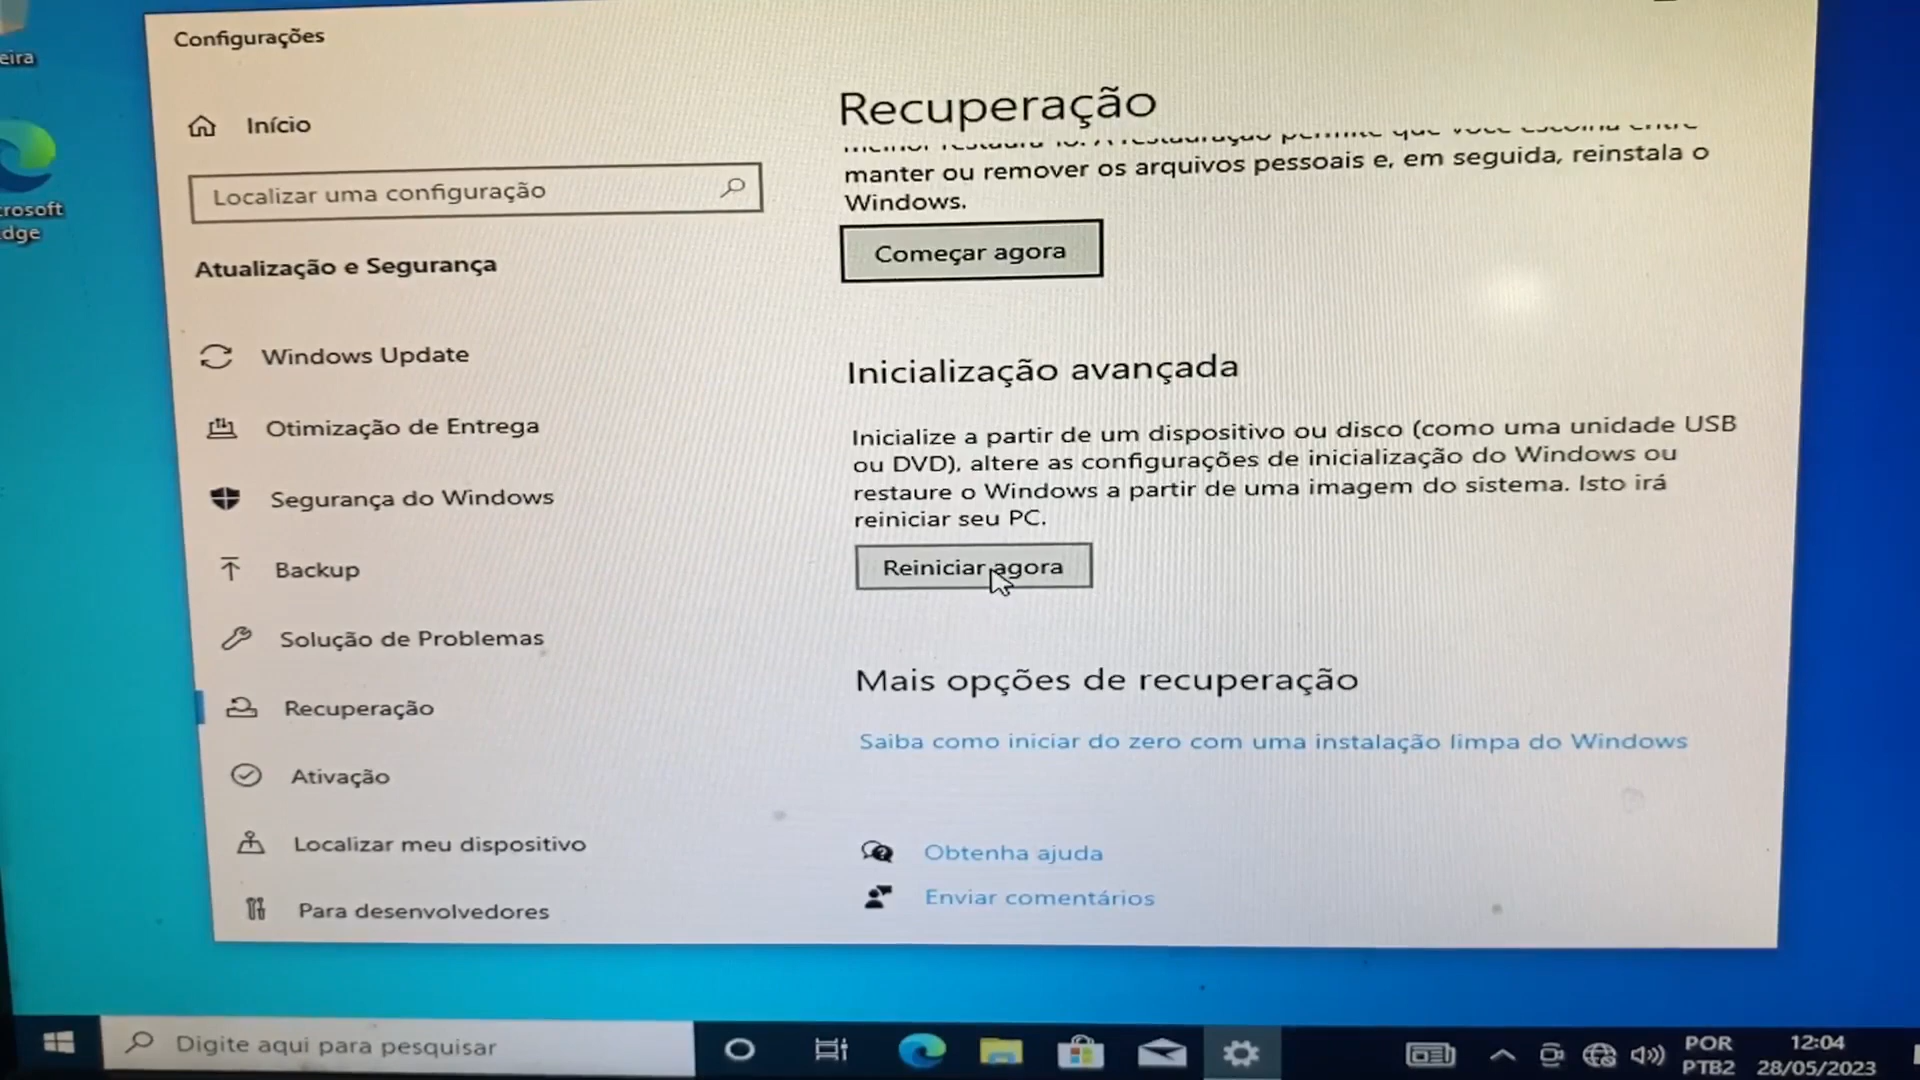 eira
crosoft
dge
Configurações
Início
Localizar uma configuração
Atualização e Segurança
Windows Update
Otimização de Entrega
Segurança do Windows
Backup
Solução de Problemas
Recuperação
Ativação
Localizar meu dispositivo
Para desenvolvedores
Recuperação
manter ou remover os arquivos pessoais e, em seguida, reinstala o
Windows.
Começar agora
Inicialização avançada
Inicialize a partir de um dispositivo ou disco (como uma unidade USB
ou DVD), altere as configurações de inicialização do Windows ou
restaure o Windows a partir de uma imagem do sistema. Isto irá
reiniciar seu PC.
Reiniciar agora
Mais opções de recuperação
Saiba como iniciar do zero com uma instalação limpa do Windows
Obtenha ajuda
Enviar comentários
Digite aqui para pesquisar
POR
PTB2
12:04
28/05/2023